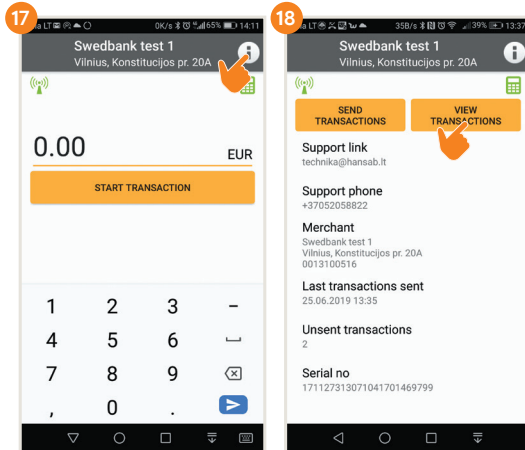 17
LT 0K/s 65% 14:11
Swedbank test 1
Vilnius, Konstitucijos pr. 20A
0.00 EUR
START TRANSACTION
1 2 3 –
4 5 6
7 8 9
, 0 .
18
LT 35B/s 39% 13:37
Swedbank test 1
Vilnius, Konstitucijos pr. 20A
SEND
TRANSACTIONS
VIEW
TRANSACTIONS
Support link
technika@hansab.lt
Support phone
+37052058822
Merchant
Swedbank test 1
Vilnius, Konstitucijos pr. 20A
0013100516
Last transactions sent
25.06.2019 13:35
Unsent transactions
2
Serial no
171127313071041701469799